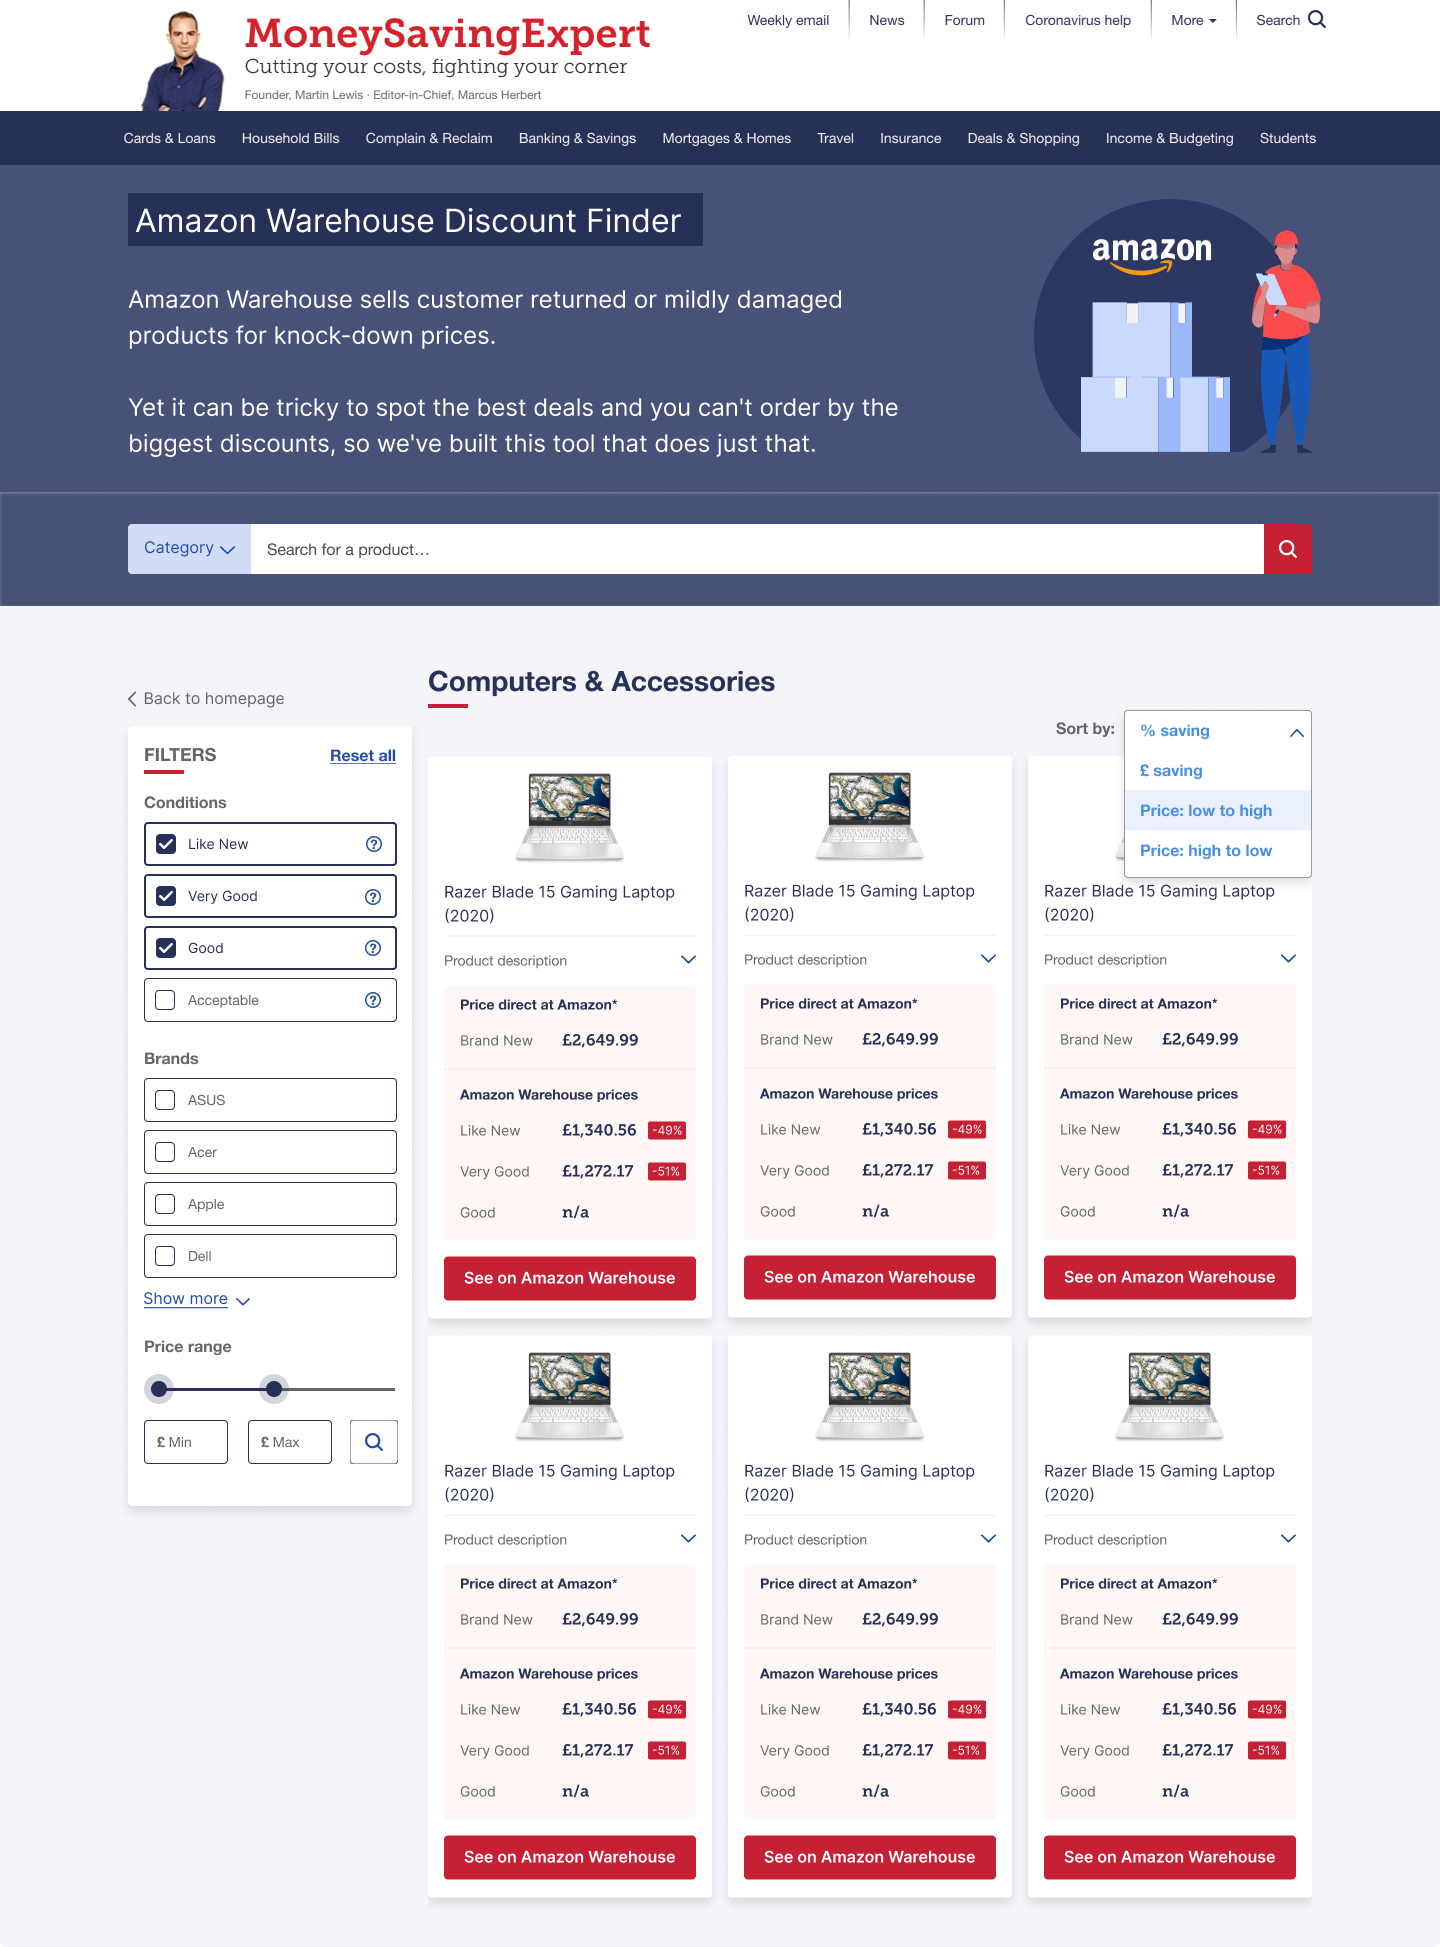 MoneySavingExpert
Cutting your costs, fighting your corner
Founder, Martin Lewis · Editor-in-Chief, Marcus Herbert
Weekly email
News
Forum
Coronavirus help
More
Search
Cards & Loans
Household Bills
Complain & Reclaim
Banking & Savings
Mortgages & Homes
Travel
Insurance
Deals & Shopping
Income & Budgeting
Students
Amazon Warehouse Discount Finder
Amazon Warehouse sells customer returned or mildly damaged
products for knock-down prices.
Yet it can be tricky to spot the best deals and you can't order by the
biggest discounts, so we've built this tool that does just that.
amazon
Category
Search for a product...
Back to homepage
FILTERS
Reset all
Conditions
Like New
Very Good
Good
Acceptable
Brands
ASUS
Acer
Apple
Dell
Show more
Price range
£ Min
£ Max
Computers & Accessories
Sort by:
% saving
£ saving
Price: low to high
Price: high to low
Razer Blade 15 Gaming Laptop
(2020)
Product description
Price direct at Amazon*
Brand New £2,649.99
Amazon Warehouse prices
Like New £1,340.56 -49%
Very Good £1,272.17 -51%
Good n/a
See on Amazon Warehouse
Razer Blade 15 Gaming Laptop
(2020)
Product description
Price direct at Amazon*
Brand New £2,649.99
Amazon Warehouse prices
Like New £1,340.56 -49%
Very Good £1,272.17 -51%
Good n/a
See on Amazon Warehouse
Razer Blade 15 Gaming Laptop
(2020)
Product description
Price direct at Amazon*
Brand New £2,649.99
Amazon Warehouse prices
Like New £1,340.56 -49%
Very Good £1,272.17 -51%
Good n/a
See on Amazon Warehouse
Razer Blade 15 Gaming Laptop
(2020)
Product description
Price direct at Amazon*
Brand New £2,649.99
Amazon Warehouse prices
Like New £1,340.56 -49%
Very Good £1,272.17 -51%
Good n/a
See on Amazon Warehouse
Razer Blade 15 Gaming Laptop
(2020)
Product description
Price direct at Amazon*
Brand New £2,649.99
Amazon Warehouse prices
Like New £1,340.56 -49%
Very Good £1,272.17 -51%
Good n/a
See on Amazon Warehouse
Razer Blade 15 Gaming Laptop
(2020)
Product description
Price direct at Amazon*
Brand New £2,649.99
Amazon Warehouse prices
Like New £1,340.56 -49%
Very Good £1,272.17 -51%
Good n/a
See on Amazon Warehouse